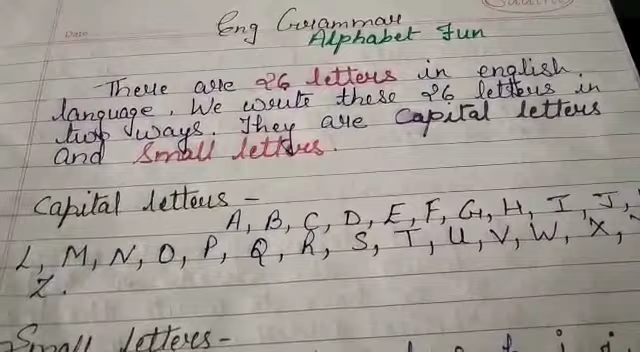 Date
Eng Grammar
Alphabet Fun
There are 26 letters in english
language. We write these 26 letters in
two ways. They are Capital letters
and Small letters.
Capital letters -
A, B, C, D, E, F, G, H, I, J,
L, M, N, O, P, Q, R, S, T, U, V, W, X,
Z.
Small letters -